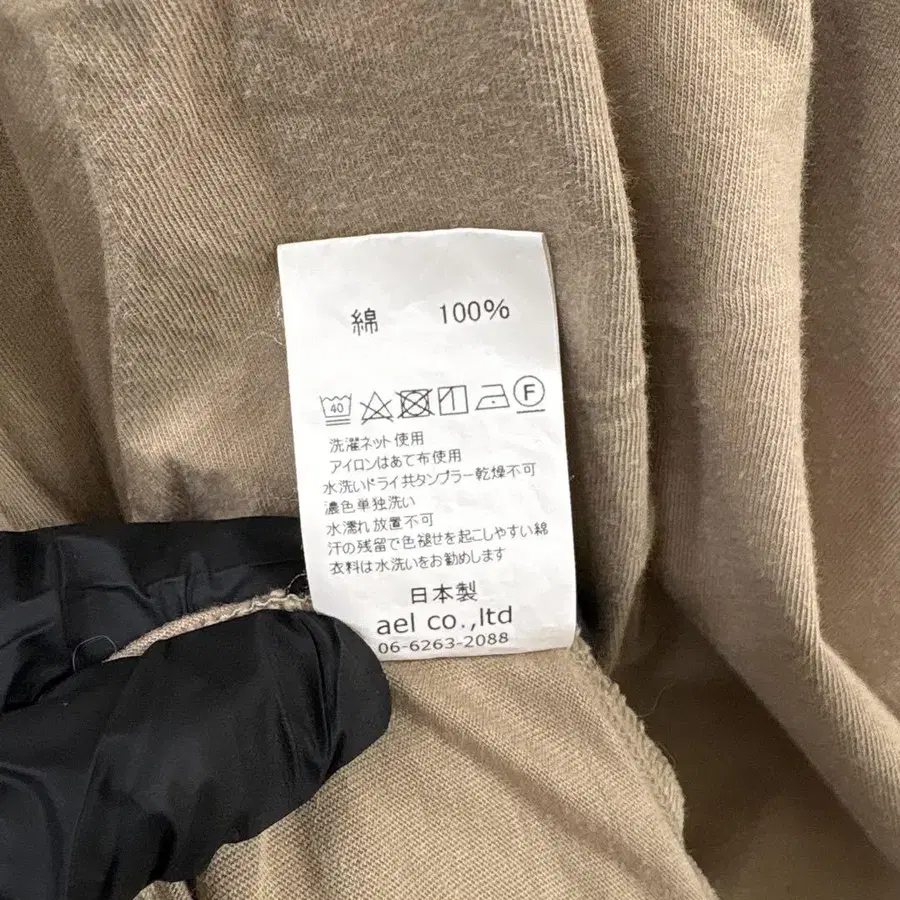 綿 100%
40 F
洗濯ネット使用
アイロンはあて布使用
水洗いドライ共タンブラー乾燥不可
濃色単独洗い
水濡れ放置不可
汗の残留で色褪せを起こしやすい綿
衣料は水洗いをお勧めします
日本製
ael co.,ltd
06-6263-2088